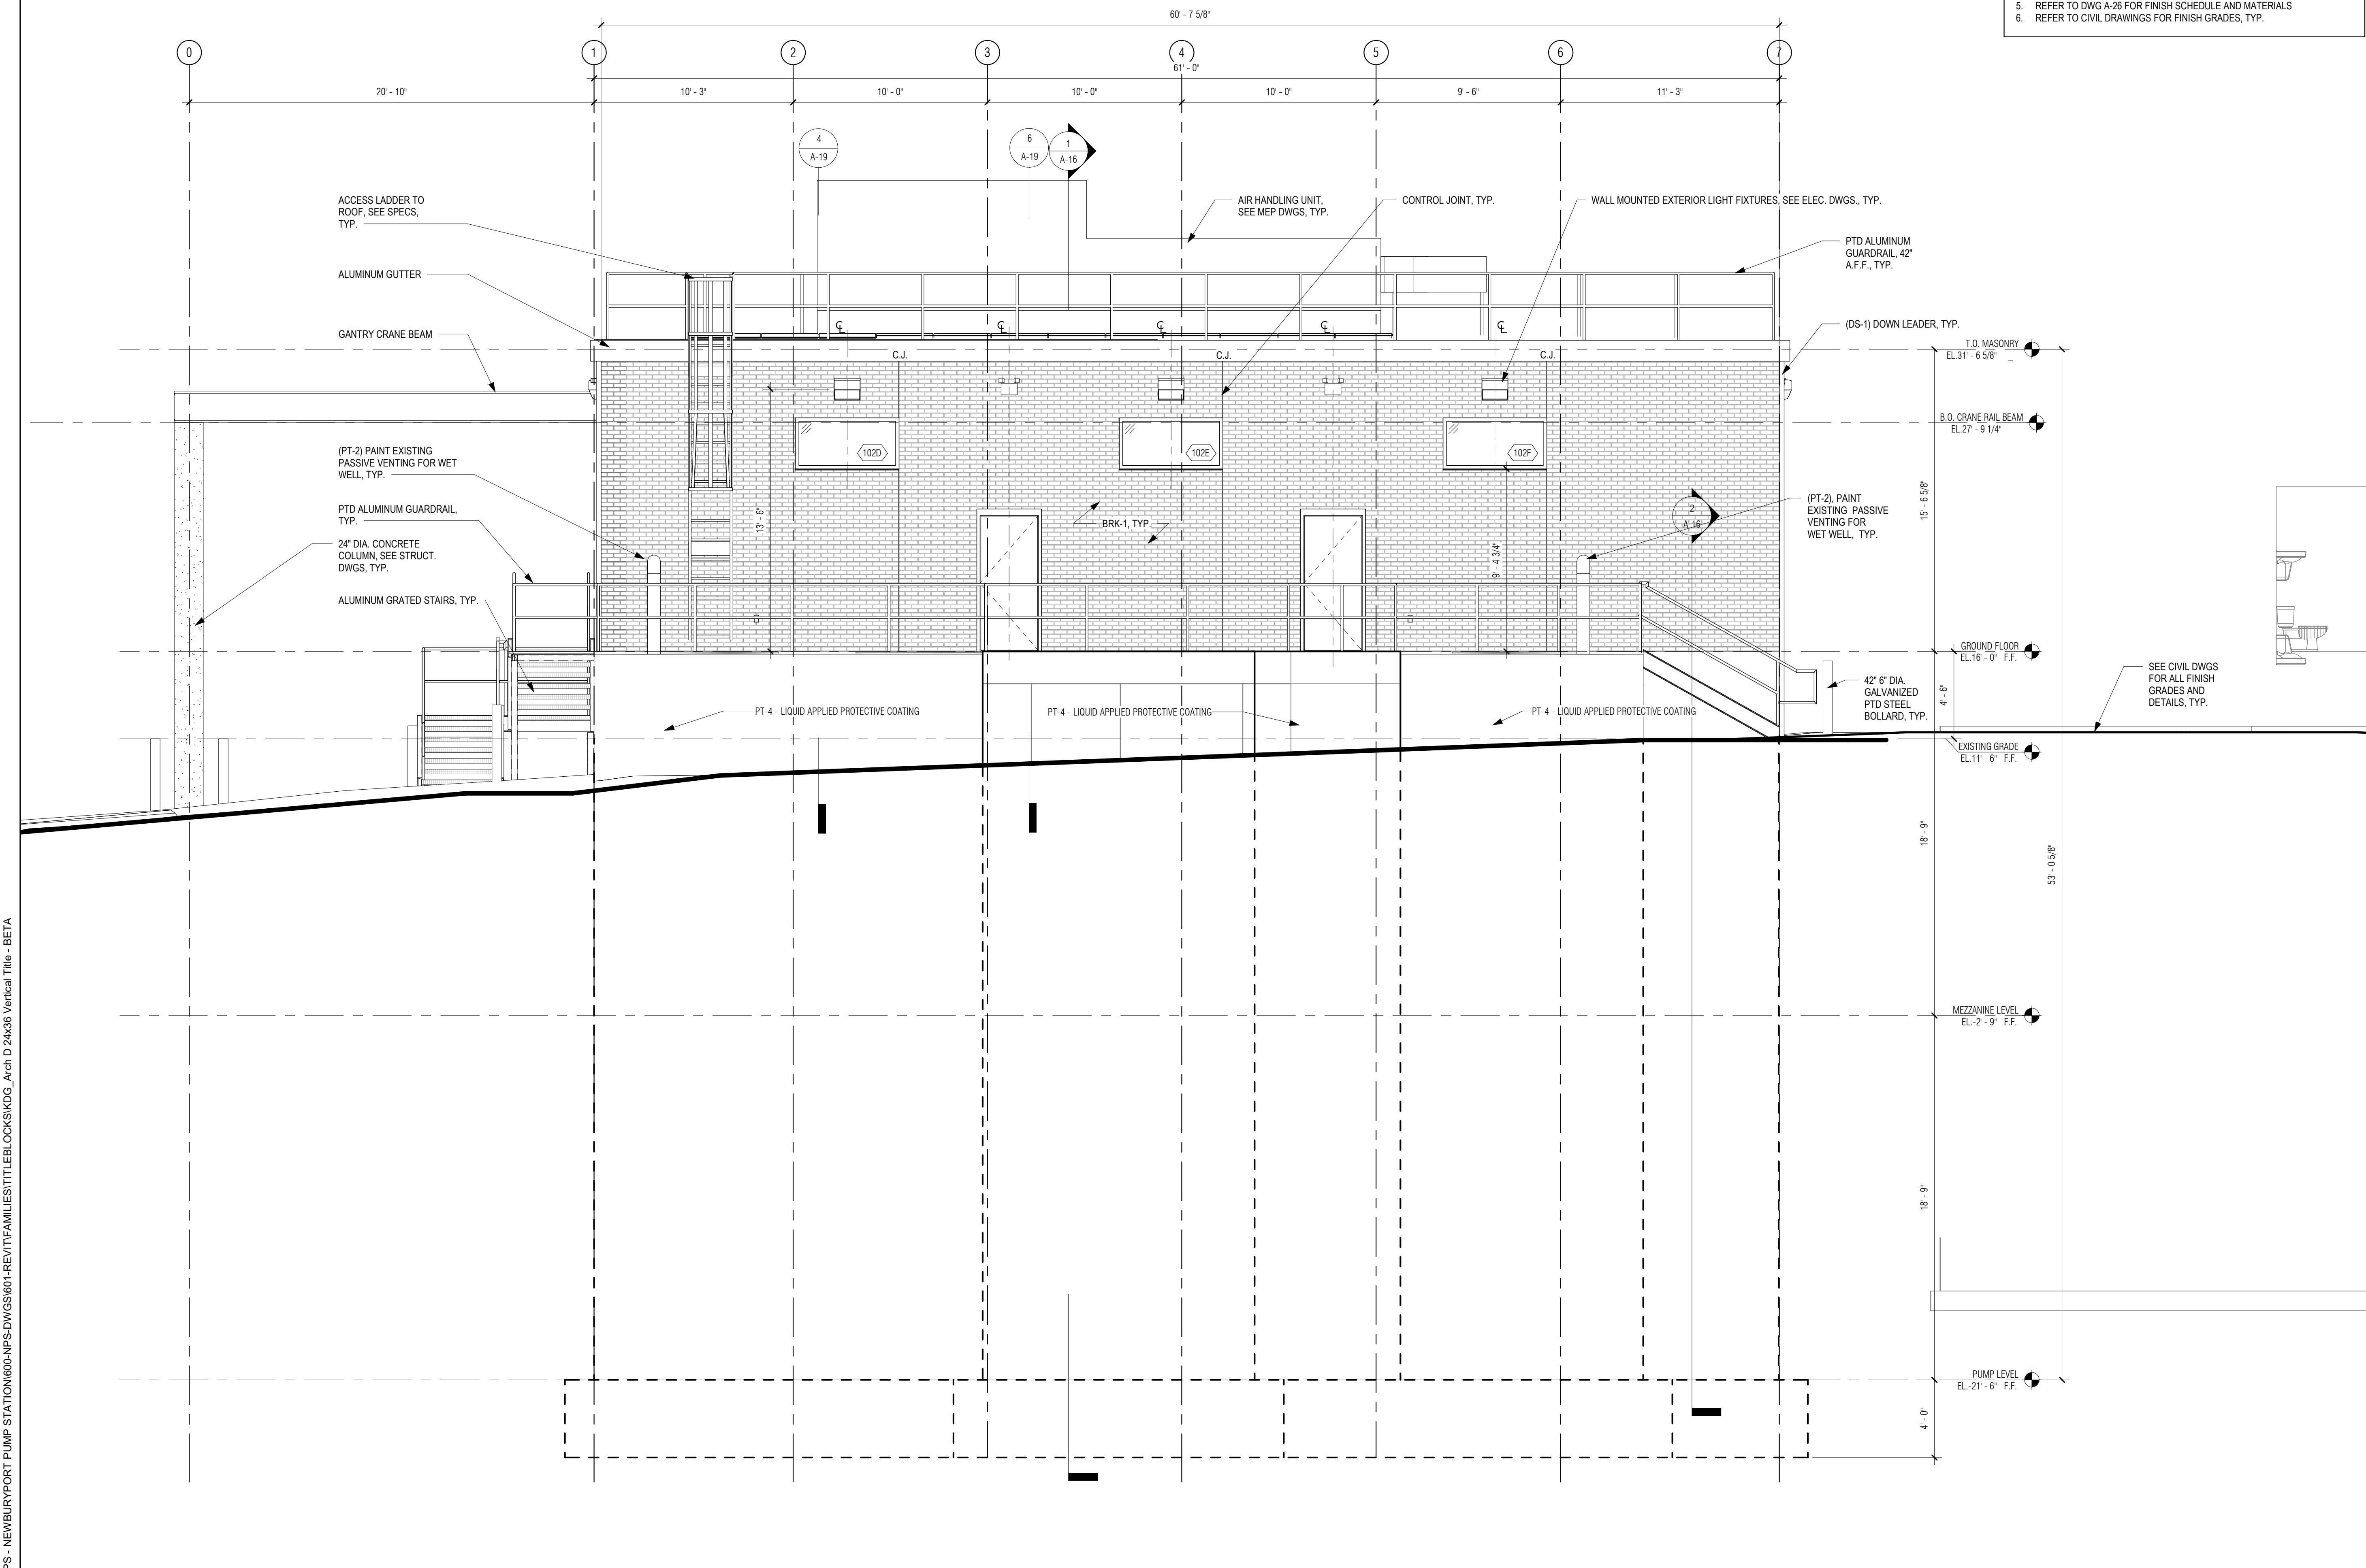 5. REFER TO DWG A-26 FOR FINISH SCHEDULE AND MATERIALS
6. REFER TO CIVIL DRAWINGS FOR FINISH GRADES, TYP.
60' - 7 5/8"
0
1
2
3
4
5
6
7
61' - 0"
20' - 10"
10' - 3"
10' - 0"
10' - 0"
10' - 0"
9' - 6"
11' - 3"
4
A-19
6
A-19
1
A-16
ACCESS LADDER TO
ROOF, SEE SPECS,
TYP.
AIR HANDLING UNIT,
SEE MEP DWGS, TYP.
CONTROL JOINT, TYP.
WALL MOUNTED EXTERIOR LIGHT FIXTURES, SEE ELEC. DWGS., TYP.
PTD ALUMINUM
GUARDRAIL, 42"
A.F.F., TYP.
ALUMINUM GUTTER
GANTRY CRANE BEAM
(DS-1) DOWN LEADER, TYP.
CL
CL
CL
CL
CL
C.J.
C.J.
C.J.
T.O. MASONRY
EL.31' - 6 5/8"
B.O. CRANE RAIL BEAM
EL.27' - 9 1/4"
(PT-2) PAINT EXISTING
PASSIVE VENTING FOR WET
WELL, TYP.
102D
102E
102F
PTD ALUMINUM GUARDRAIL,
TYP.
13' - 6"
BRK-1, TYP.
9' - 4 3/4"
2
A-16
(PT-2), PAINT
EXISTING PASSIVE
VENTING FOR
WET WELL, TYP.
15' - 6 5/8"
24" DIA. CONCRETE
COLUMN, SEE STRUCT.
DWGS, TYP.
ALUMINUM GRATED STAIRS, TYP.
GROUND FLOOR
EL.16' - 0" F.F.
42" 6" DIA.
GALVANIZED
PTD STEEL
BOLLARD, TYP.
4' - 6"
SEE CIVIL DWGS
FOR ALL FINISH
GRADES AND
DETAILS, TYP.
PT-4 - LIQUID APPLIED PROTECTIVE COATING
PT-4 - LIQUID APPLIED PROTECTIVE COATING
PT-4 - LIQUID APPLIED PROTECTIVE COATING
EXISTING GRADE
EL.11' - 6" F.F.
18' - 9"
53' - 0 5/8"
MEZZANINE LEVEL
EL.-2' - 9" F.F.
18' - 9"
PUMP LEVEL
EL.-21' - 6" F.F.
4' - 0"
PS - NEWBURYPORT PUMP STATION\600-NPS-DWGS\601-REVIT\FAMILIES\TITLEBLOCKS\KDG_Arch D 24x36 Vertical Title - BETA